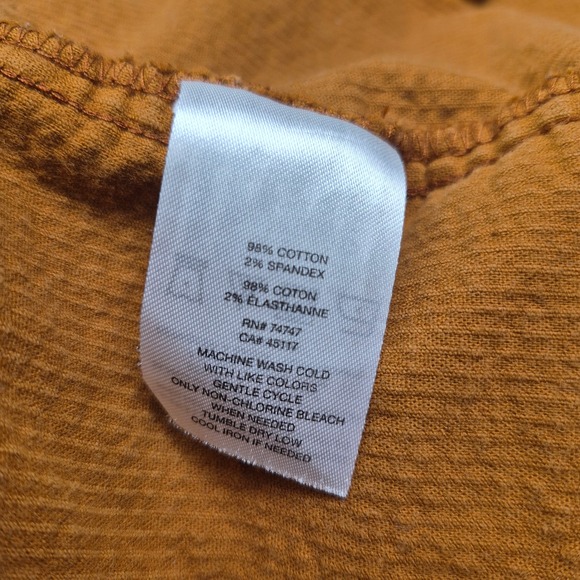 98% COTTON
2% SPANDEX
98% COTON
2% ÉLASTHANNE
RN# 74747
CA# 45117
MACHINE WASH COLD
WITH LIKE COLORS
GENTLE CYCLE
ONLY NON-CHLORINE BLEACH
WHEN NEEDED
TUMBLE DRY LOW
COOL IRON IF NEEDED